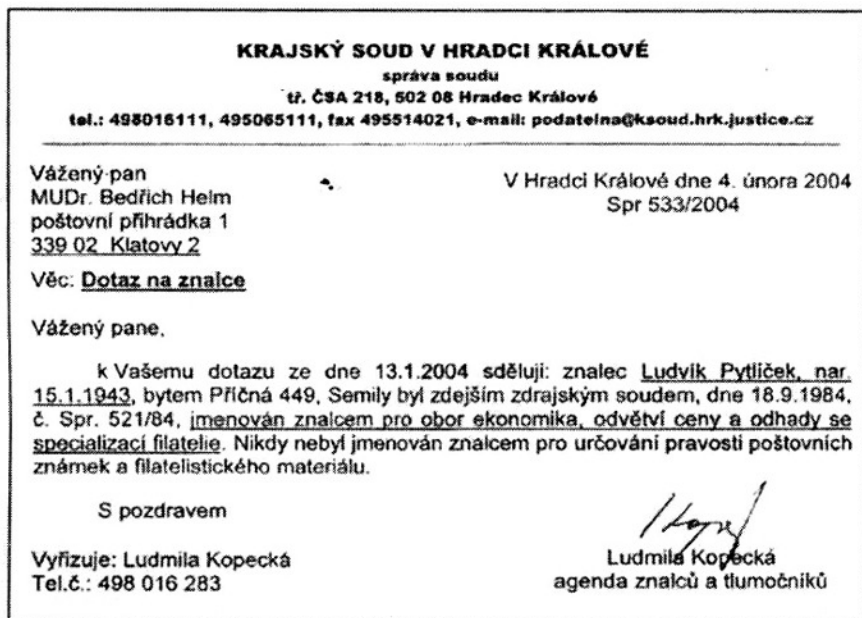 KRAJSKÝ SOUD V HRADCI KRÁLOVÉ
správa soudu
tř. ČSA 218, 502 08 Hradec Králové
tel.: 498016111, 495065111, fax 495514021, e-mail: podatelna@ksoud.hrk.justice.cz
Vážený pan
MUDr. Bedřich Helm
poštovní přihrádka 1
339 02 Klatovy 2
V Hradci Králové dne 4. února 2004
Spr 533/2004
Věc: Dotaz na znalce
Vážený pane,
k Vašemu dotazu ze dne 13.1.2004 sděluji: znalec Ludvík Pytlíček, nar.
15.1.1943, bytem Příčná 449, Semily byl zdejším zdrajským soudem, dne 18.9.1984,
č. Spr. 521/84, jmenován znalcem pro obor ekonomika, odvětví ceny a odhady se
specializací filatelie. Nikdy nebyl jmenován znalcem pro určování pravosti poštovních
známek a filatelistického materiálu.
S pozdravem
Vyřizuje: Ludmila Kopecká
Tel.č.: 498 016 283
Ludmila Kopecká
agenda znalců a tlumočníků